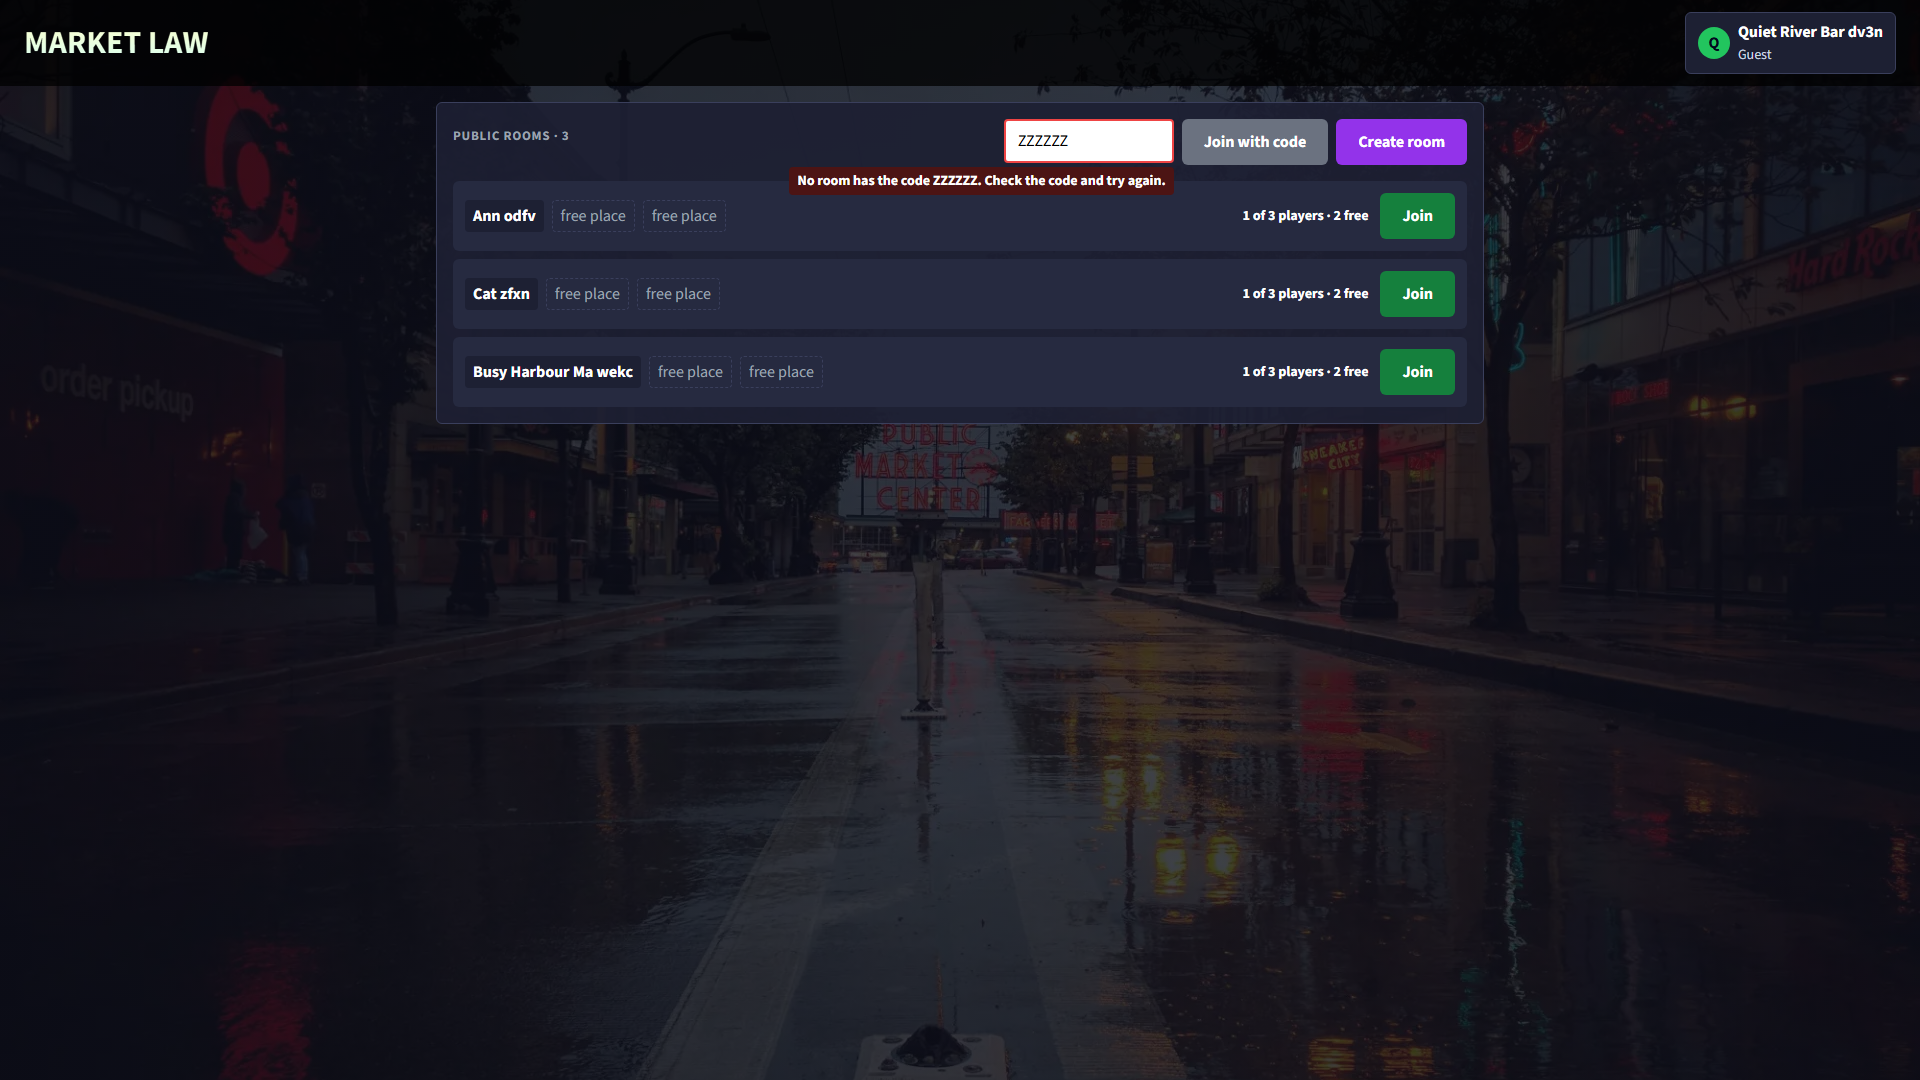 MARKET LAW
Q
Quiet River Bar dv3n
Guest
PUBLIC ROOMS · 3
ZZZZZZ
Join with code
Create room
No room has the code ZZZZZZ. Check the code and try again.
Ann odfv
free place
free place
1 of 3 players · 2 free
Join
Cat zfxn
free place
free place
1 of 3 players · 2 free
Join
Busy Harbour Ma wekc
free place
free place
1 of 3 players · 2 free
Join
order pickup
Hard Rock
PUBLIC
MARKET
CENTER
SNEAKER
CITY